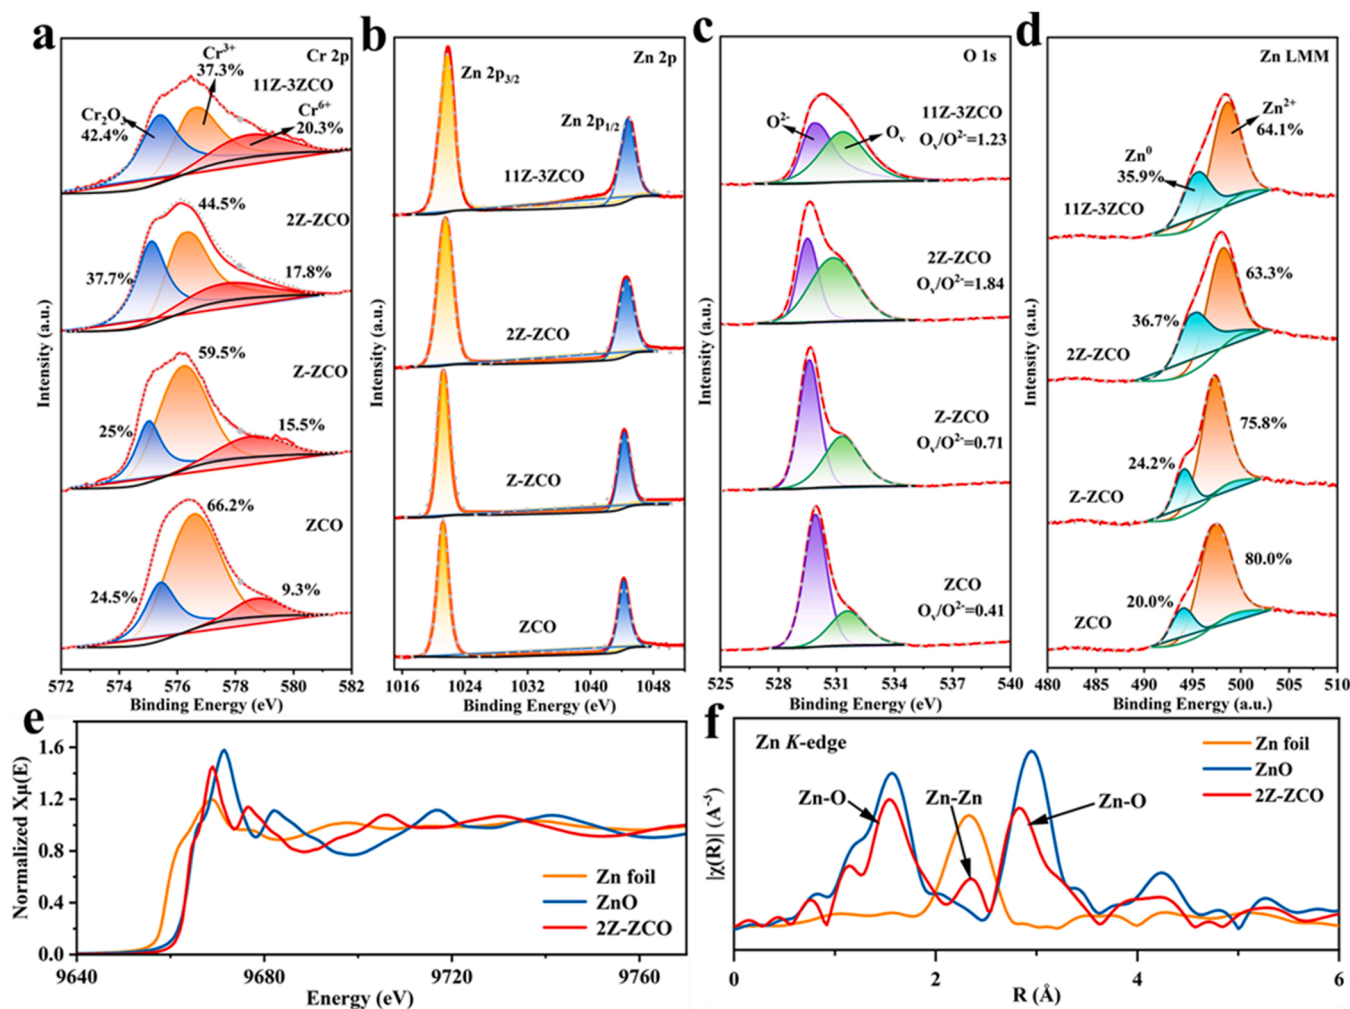 a
Cr 2p
11Z-3ZCO
Cr³⁺
37.3%
Cr₂O₃
42.4%
Cr⁶⁺
20.3%
44.5%
2Z-ZCO
37.7%
17.8%
59.5%
Z-ZCO
25%
15.5%
66.2%
ZCO
24.5%
9.3%
Intensity (a.u.)
572 574 576 578 580 582
Binding Energy (eV)
b
Zn 2p
Zn 2p₃/₂
Zn 2p₁/₂
11Z-3ZCO
2Z-ZCO
Z-ZCO
ZCO
Intensity (a.u.)
1016 1024 1032 1040 1048
Binding Energy (eV)
c
O 1s
11Z-3ZCO
O²⁻
Oᵥ
Oᵥ/O²⁻=1.23
2Z-ZCO
Oᵥ/O²⁻=1.84
Z-ZCO
Oᵥ/O²⁻=0.71
ZCO
Oᵥ/O²⁻=0.41
Intensity (a.u.)
525 528 531 534 537 540
Binding Energy (eV)
d
Zn LMM
Zn²⁺
64.1%
Zn⁰
35.9%
11Z-3ZCO
63.3%
36.7%
2Z-ZCO
75.8%
24.2%
Z-ZCO
80.0%
20.0%
ZCO
Intensity (a.u.)
480 485 490 495 500 505 510
Binding Energy (a.u.)
e
1.6
1.2
0.8
0.4
0.0
Normalized Xμ(E)
Zn foil
ZnO
2Z-ZCO
9640 9680 9720 9760
Energy (eV)
f
Zn K-edge
Zn foil
ZnO
2Z-ZCO
Zn-O
Zn-Zn
Zn-O
|χ(R)| (Å⁻³)
0 2 4 6
R (Å)